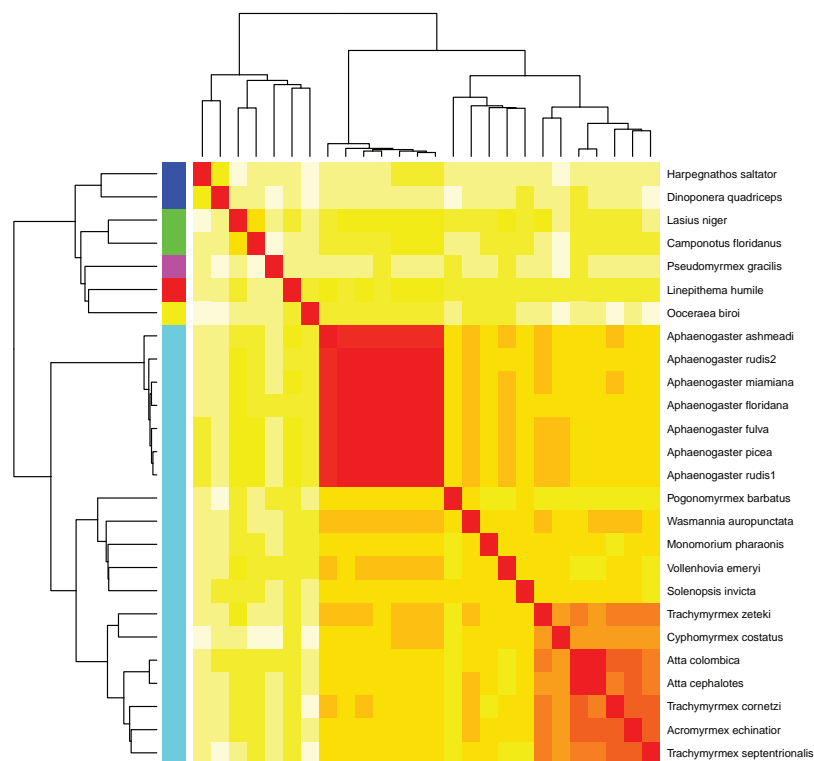 Harpegnathos saltator
Dinoponera quadriceps
Lasius niger
Camponotus floridanus
Pseudomyrmex gracilis
Linepithema humile
Ooceraea biroi
Aphaenogaster ashmeadi
Aphaenogaster rudis2
Aphaenogaster miamiana
Aphaenogaster floridana
Aphaenogaster fulva
Aphaenogaster picea
Aphaenogaster rudis1
Pogonomyrmex barbatus
Wasmannia auropunctata
Monomorium pharaonis
Vollenhovia emeryi
Solenopsis invicta
Trachymyrmex zeteki
Cyphomyrmex costatus
Atta colombica
Atta cephalotes
Trachymyrmex cornetzi
Acromyrmex echinatior
Trachymyrmex septentrionalis